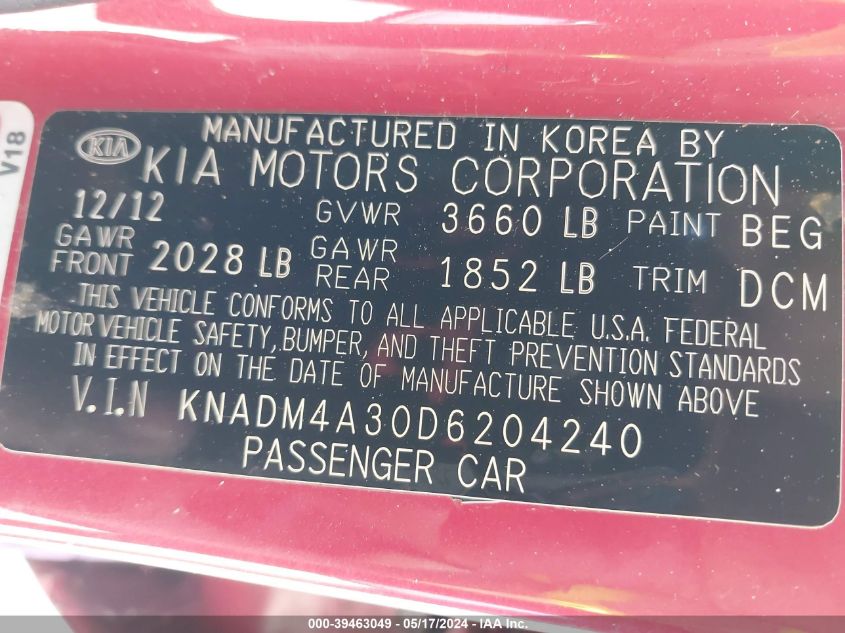 V18
KIA
MANUFACTURED IN KOREA BY
KIA MOTORS CORPORATION
12/12 GVWR 3660 LB PAINT BEG
GAWR FRONT 2028 LB GAWR REAR 1852 LB TRIM DCM
THIS VEHICLE CONFORMS TO ALL APPLICABLE U.S.A. FEDERAL
MOTOR VEHICLE SAFETY, BUMPER, AND THEFT PREVENTION STANDARDS
IN EFFECT ON THE DATE OF MANUFACTURE SHOWN ABOVE
V.I.N KNADM4A30D6204240
PASSENGER CAR
000-39463049 - 05/17/2024 - IAA Inc.